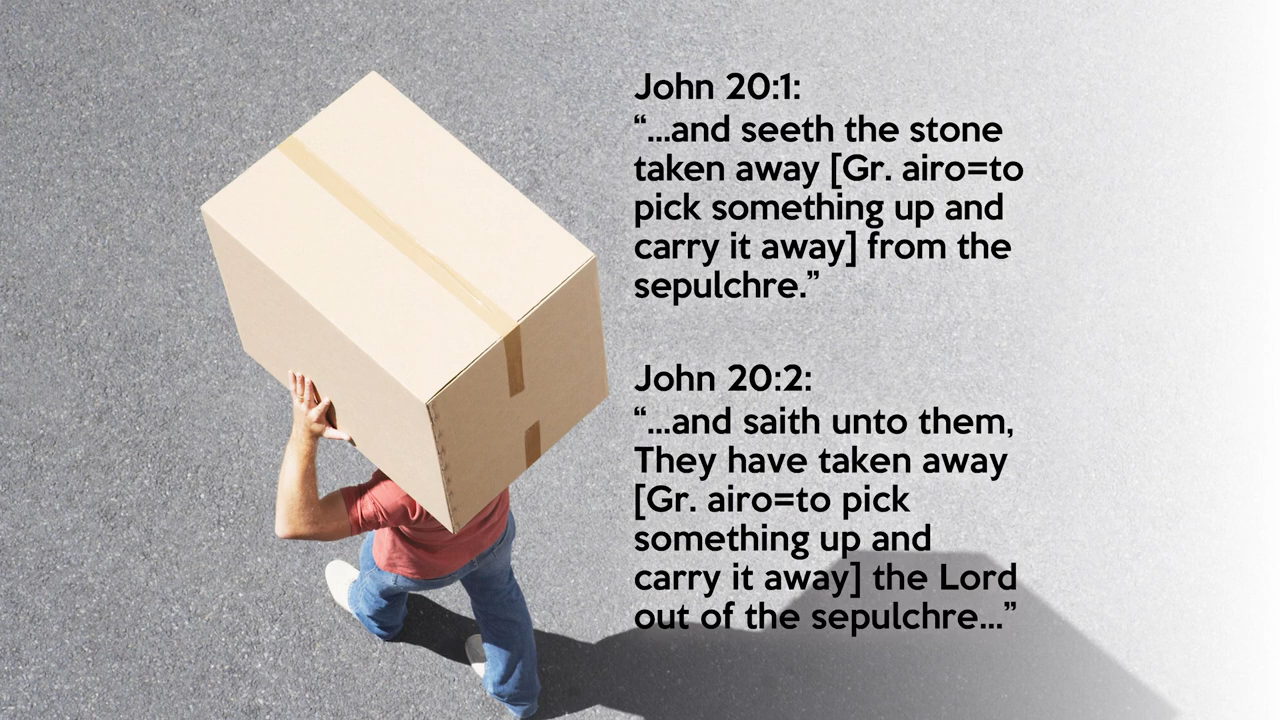 John 20:1:
“...and seeth the stone
taken away [Gr. airo=to
pick something up and
carry it away] from the
sepulchre.”
John 20:2:
“...and saith unto them,
They have taken away
[Gr. airo=to pick
something up and
carry it away] the Lord
out of the sepulchre...”